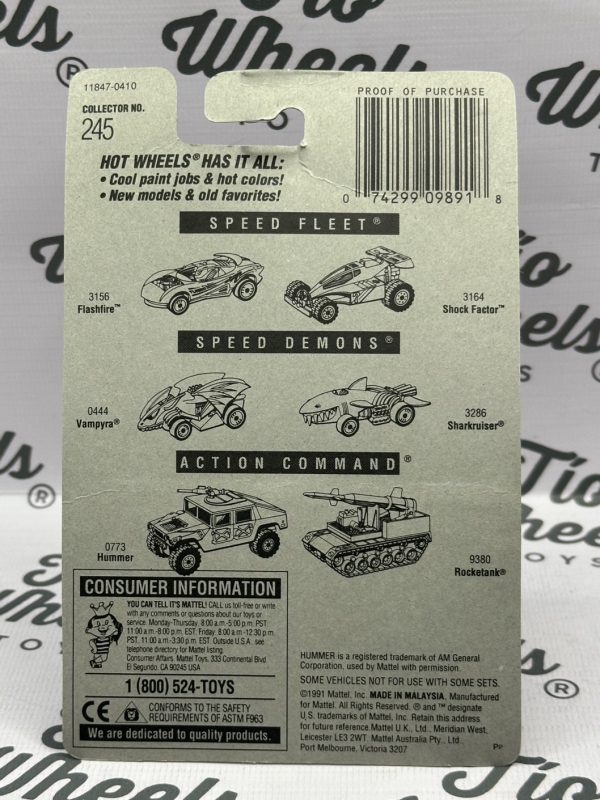 11847-0410
COLLECTOR NO.
245
HOT WHEELS® HAS IT ALL:
• Cool paint jobs & hot colors!
• New models & old favorites!
PROOF OF PURCHASE
0 74299 09891 8
SPEED FLEET®
3156
Flashfire™
3164
Shock Factor™
SPEED DEMONS®
0444
Vampyra®
3286
Sharkruiser®
ACTION COMMAND®
0773
Hummer
9380
Rocketank®
CONSUMER INFORMATION
YOU CAN TELL IT'S MATTEL! CALL us toll-free or write
with any comments or questions about our toys or
service. Monday-Thursday, 8:00 a.m.-5:00 p.m. PST,
11:00 a.m.-8:00 p.m. EST. Friday, 8:00 a.m.-12:30 p.m.
PST, 11:00 a.m.-3:30 p.m. EST. Outside U.S.A. see
telephone directory for Mattel listing.
Consumer Affairs, Mattel Toys, 333 Continental Blvd.
El Segundo, CA 90245 USA
1 (800) 524-TOYS
CE
CONFORMS TO THE SAFETY
REQUIREMENTS OF ASTM F963
We are dedicated to quality products.
HUMMER is a registered trademark of AM General
Corporation, used by Mattel with permission.
SOME VEHICLES NOT FOR USE WITH SOME SETS.
©1991 Mattel, Inc. MADE IN MALAYSIA. Manufactured
for Mattel. All Rights Reserved. ® and ™ designate
U.S. trademarks of Mattel, Inc. Retain this address
for future reference: Mattel U.K., Ltd., Meridian West,
Leicester LE3 2WT. Mattel Australia Pty., Ltd.
Port Melbourne, Victoria 3207
PP
Tío
Wheels
®
TOYS